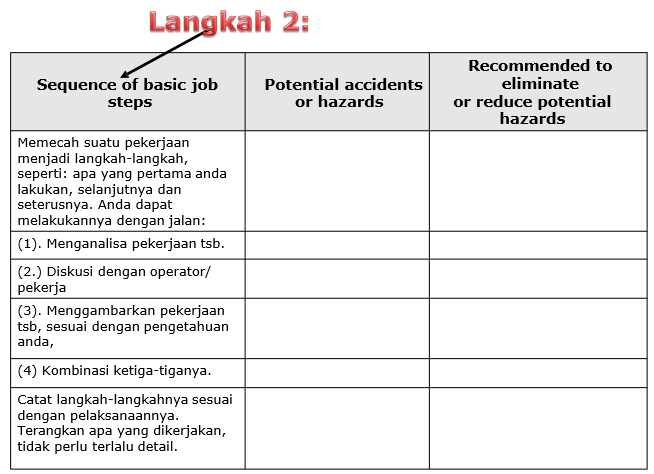 Langkah 2:
Sequence of basic job
steps
Potential accidents
or hazards
Recommended to
eliminate
or reduce potential
hazards
Memecah suatu pekerjaan
menjadi langkah-langkah,
seperti: apa yang pertama anda
lakukan, selanjutnya dan
seterusnya. Anda dapat
melakukannya dengan jalan:
(1). Menganalisa pekerjaan tsb.
(2.) Diskusi dengan operator/
pekerja
(3). Menggambarkan pekerjaan
tsb, sesuai dengan pengetahuan
anda,
(4) Kombinasi ketiga-tiganya.
Catat langkah-langkahnya sesuai
dengan pelaksanaannya.
Terangkan apa yang dikerjakan,
tidak perlu terlalu detail.